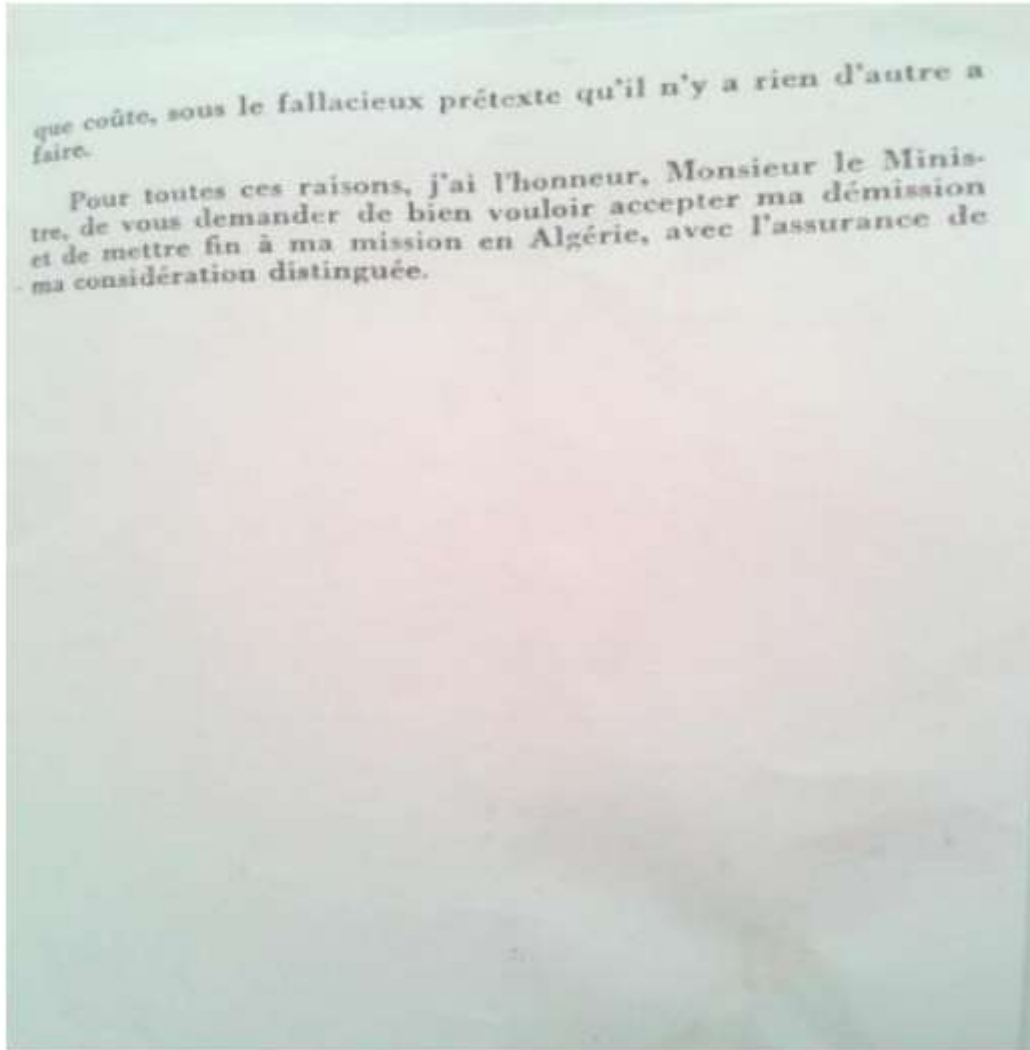 que coûte, sous le fallacieux prétexte qu'il n'y a rien d'autre a
faire.
Pour toutes ces raisons, j'ai l'honneur, Monsieur le Minis-
tre, de vous demander de bien vouloir accepter ma démission
et de mettre fin à ma mission en Algérie, avec l'assurance de
ma considération distinguée.